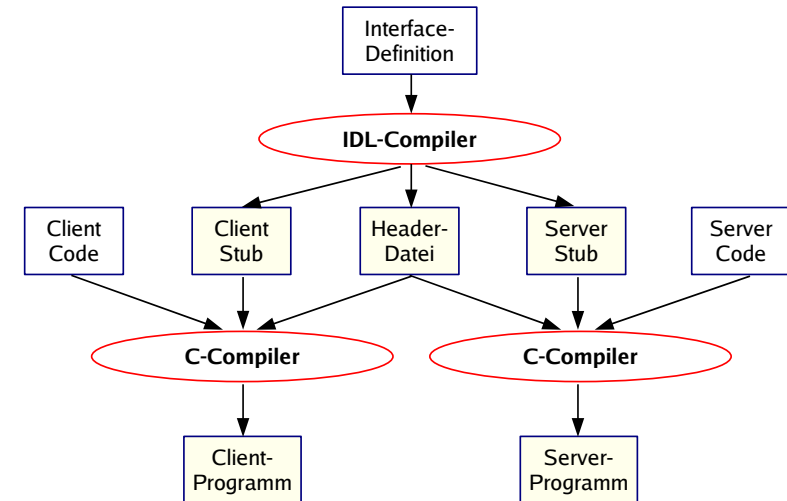 Interface-
Definition
IDL-Compiler
Client
Code
Client
Stub
Header-
Datei
Server
Stub
Server
Code
C-Compiler
C-Compiler
Client-
Programm
Server-
Programm